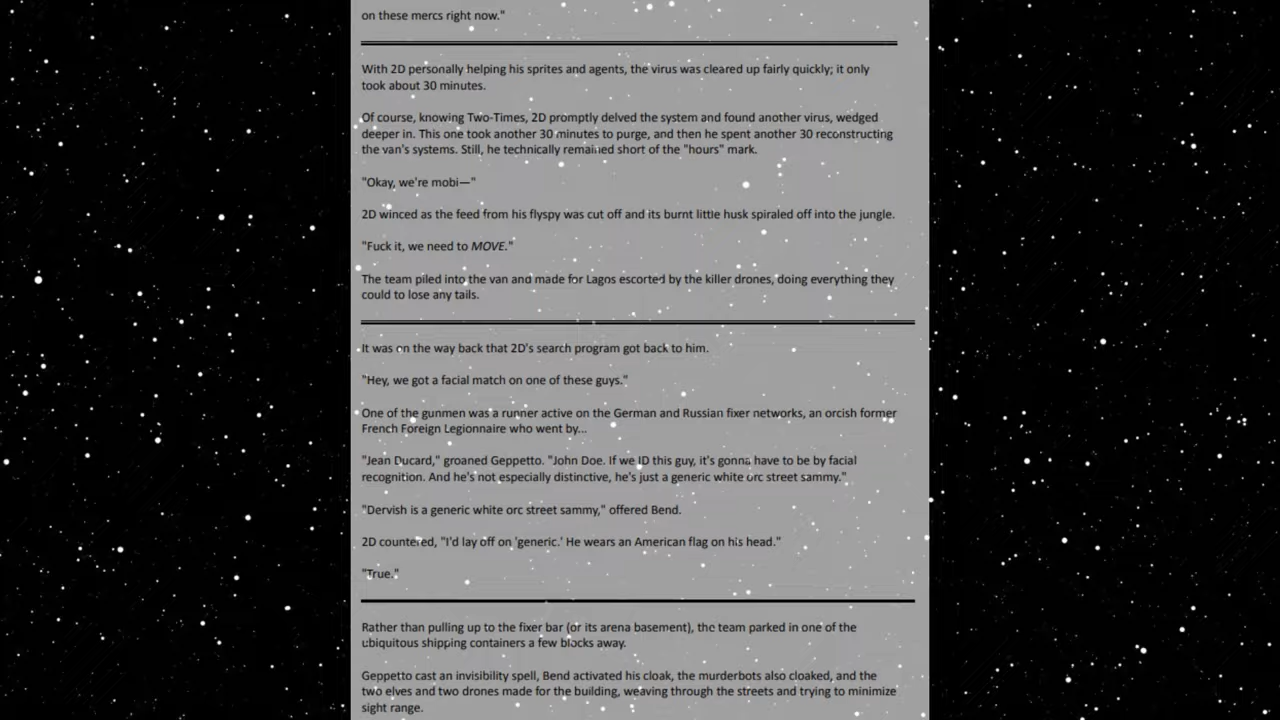 on these mercs right now."
With 2D personally helping his sprites and agents, the virus was cleared up fairly quickly; it only
took about 30 minutes.
Of course, knowing Two-Times, 2D promptly delved the system and found another virus, wedged
deeper in. This one took another 30 minutes to purge, and then he spent another 30 reconstructing
the van's systems. Still, he technically remained short of the "hours" mark.
"Okay, we're mobi—"
2D winced as the feed from his flyspy was cut off and its burnt little husk spiraled off into the jungle.
"Fuck it, we need to MOVE."
The team piled into the van and made for Lagos escorted by the killer drones, doing everything they
could to lose any tails.
It was on the way back that 2D's search program got back to him.
"Hey, we got a facial match on one of these guys."
One of the gunmen was a runner active on the German and Russian fixer networks, an orcish former
French Foreign Legionnaire who went by...
"Jean Ducard," groaned Geppetto. "John Doe. If we ID this guy, it's gonna have to be by facial
recognition. And he's not especially distinctive, he's just a generic white orc street sammy."
"Dervish is a generic white orc street sammy," offered Bend.
2D countered, "I'd lay off on 'generic.' He wears an American flag on his head."
"True."
Rather than pulling up to the fixer bar (or its arena basement), the team parked in one of the
ubiquitous shipping containers a few blocks away.
Geppetto cast an invisibility spell, Bend activated his cloak, the murderbots also cloaked, and the
two elves and two drones made for the building, weaving through the streets and trying to minimize
sight range.